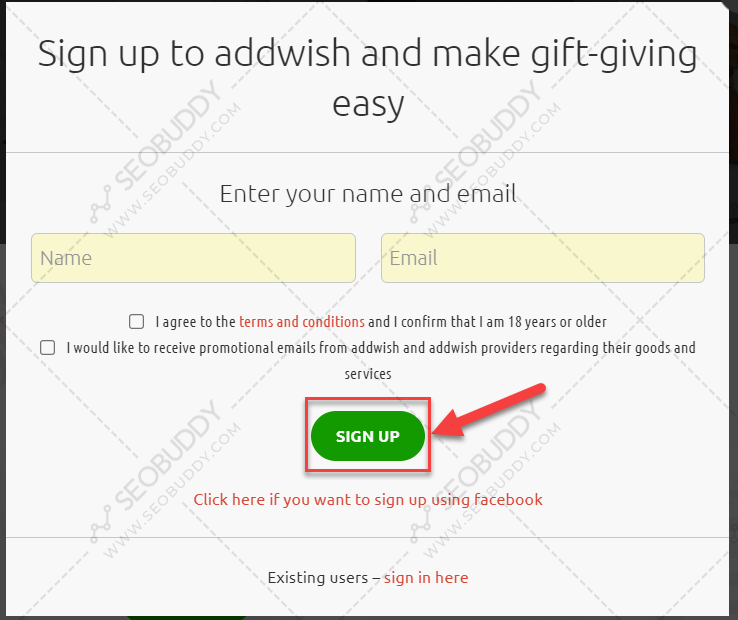 Sign up to addwish and make gift-giving
easy
Enter your name and email
Name
Email
I agree to the terms and conditions and I confirm that I am 18 years or older
I would like to receive promotional emails from addwish and addwish providers regarding their goods and
services
SIGN UP
Click here if you want to sign up using facebook
Existing users – sign in here
SEOBUDDY
WWW.SEOBUDDY.COM
SEOBUDDY
WWW.SEOBUDDY.COM
SEOBUDDY
WWW.SEOBUDDY.COM
SEOBUDDY
WWW.SEOBUDDY.COM